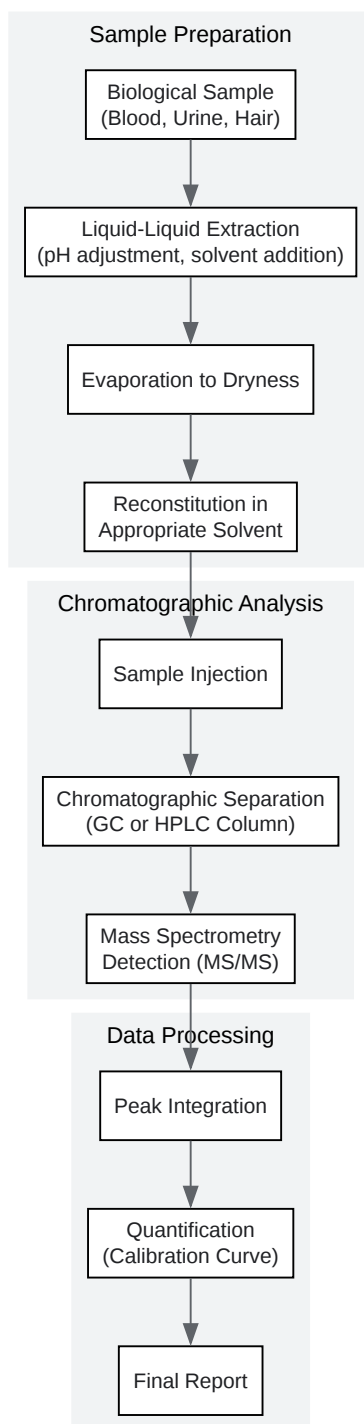 Sample Preparation
Biological Sample
(Blood, Urine, Hair)
Liquid-Liquid Extraction
(pH adjustment, solvent addition)
Evaporation to Dryness
Reconstitution in
Appropriate Solvent
Chromatographic Analysis
Sample Injection
Chromatographic Separation
(GC or HPLC Column)
Mass Spectrometry
Detection (MS/MS)
Data Processing
Peak Integration
Quantification
(Calibration Curve)
Final Report